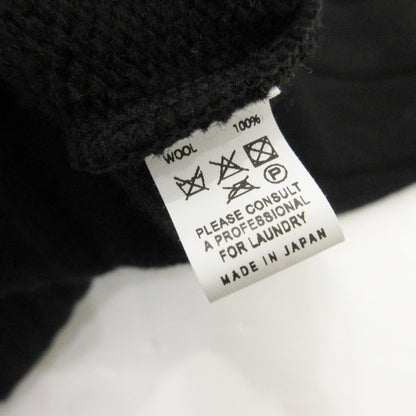 WOOL 100%
P
PLEASE CONSULT
A PROFESSIONAL
FOR LAUNDRY
MADE IN JAPAN